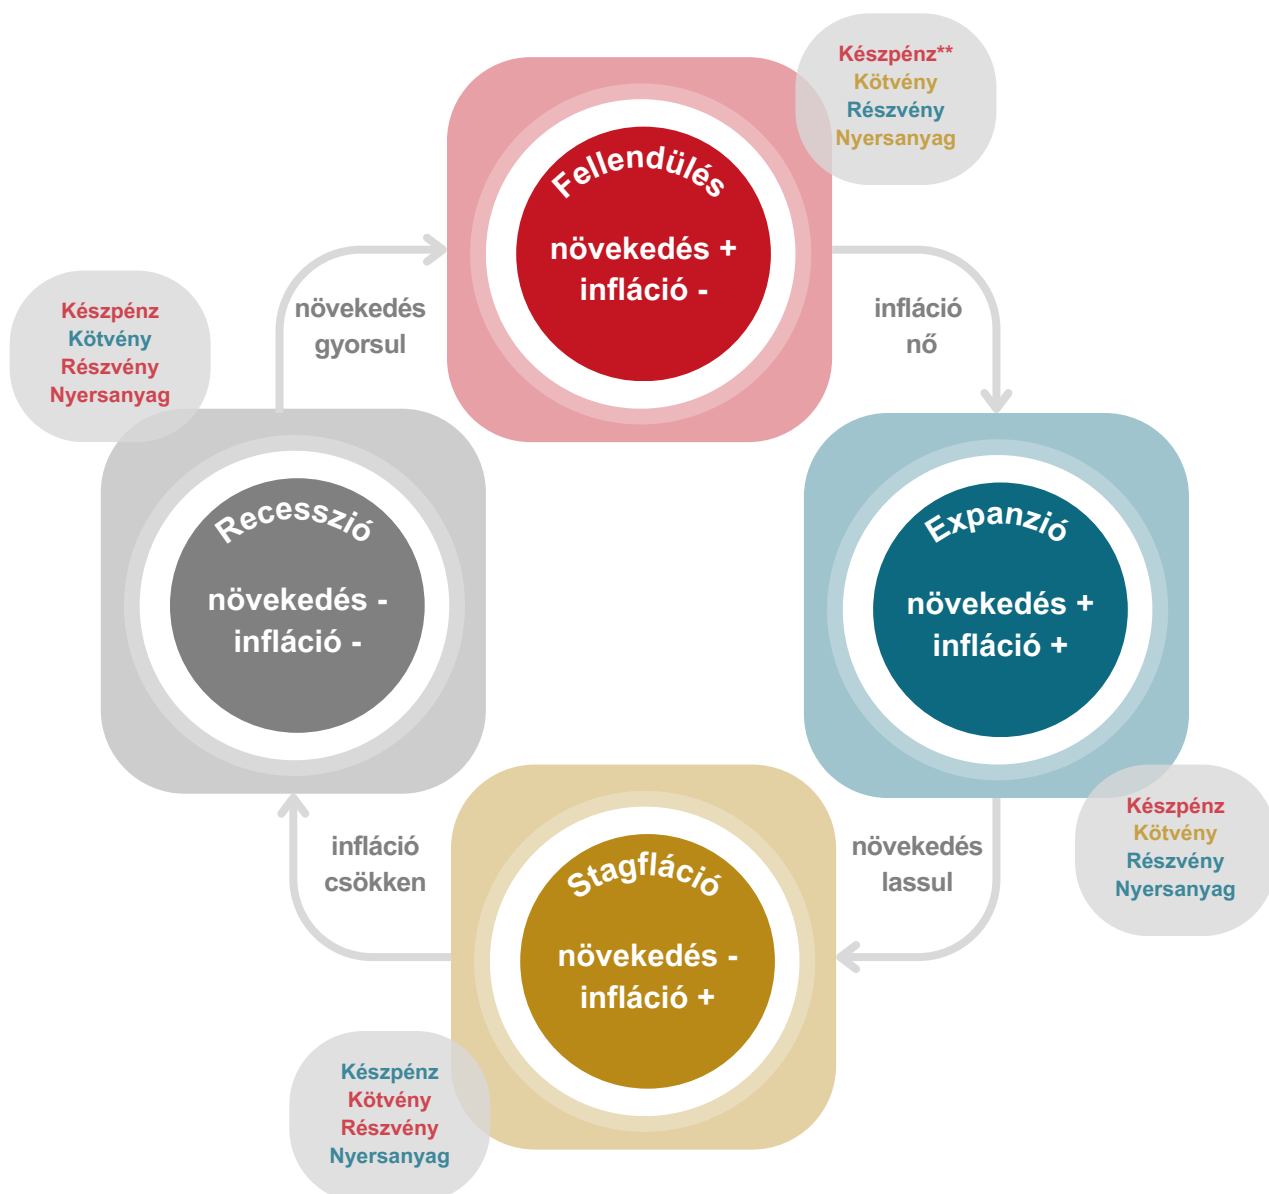 Készpénz**
Kötvény
Részvény
Nyersanyag
Fellendülés
növekedés +
infláció -
növekedés
gyorsul
infláció
nő
Készpénz
Kötvény
Részvény
Nyersanyag
Recesszió
növekedés -
infláció -
Expanzió
növekedés +
infláció +
Készpénz
Kötvény
Részvény
Nyersanyag
infláció
csökken
növekedés
lassul
Stagfláció
növekedés -
infláció +
Készpénz
Kötvény
Részvény
Nyersanyag